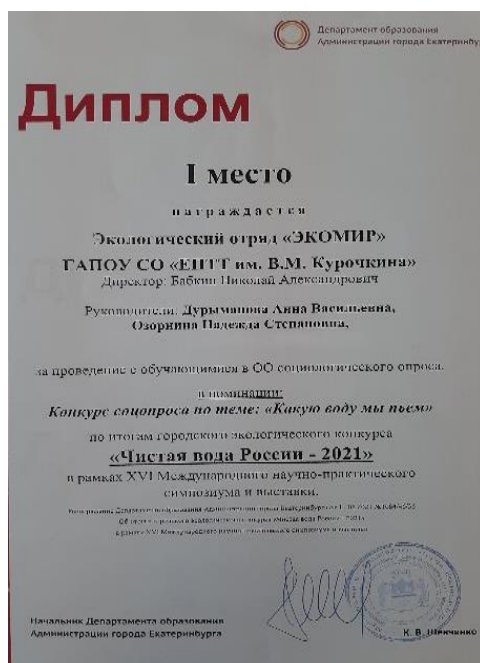 Департамент образования
Администрации города Екатеринбу
Диплом
I место
награждается
Экологический отряд «ЭКОМИР»
ГАПОУ СО «ЕПТТ им. В.М. Курочкина»
Директор: Бабкин Николай Александрович
Руководители: Дурыманова Анна Васильевна,
Озорнина Надежда Степановна,
за проведение с обучающимися в ОО социологического опроса.
в номинации:
Конкурс соцопроса по теме: «Какую воду мы пьем»
по итогам городского экологического конкурса
«Чистая вода России - 2021»
в рамках XVI Международного научно-практического
симпозиума и выставки.
Начальник Департамента образования
Администрации города Екатеринбурга
К. В. Шевченко